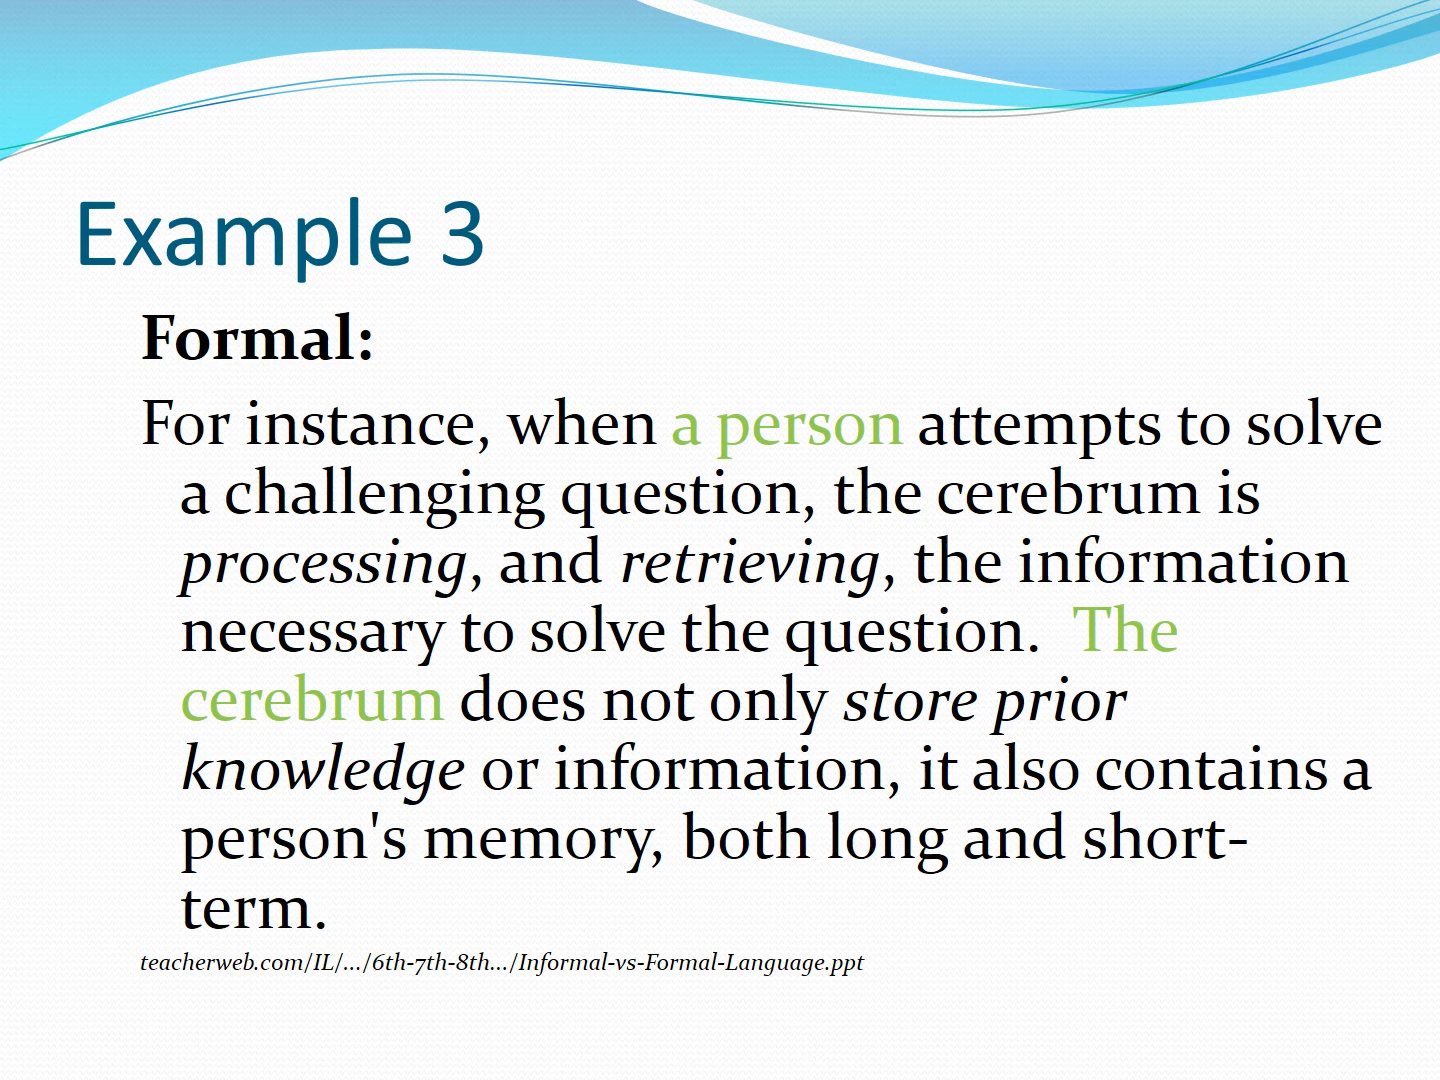 Example 3
Formal:
For instance, when a person attempts to solve
a challenging question, the cerebrum is
processing, and retrieving, the information
necessary to solve the question.  The
cerebrum does not only store prior
knowledge or information, it also contains a
person's memory, both long and short-
term.
teacherweb.com/IL/.../6th-7th-8th.../Informal-vs-Formal-Language.ppt